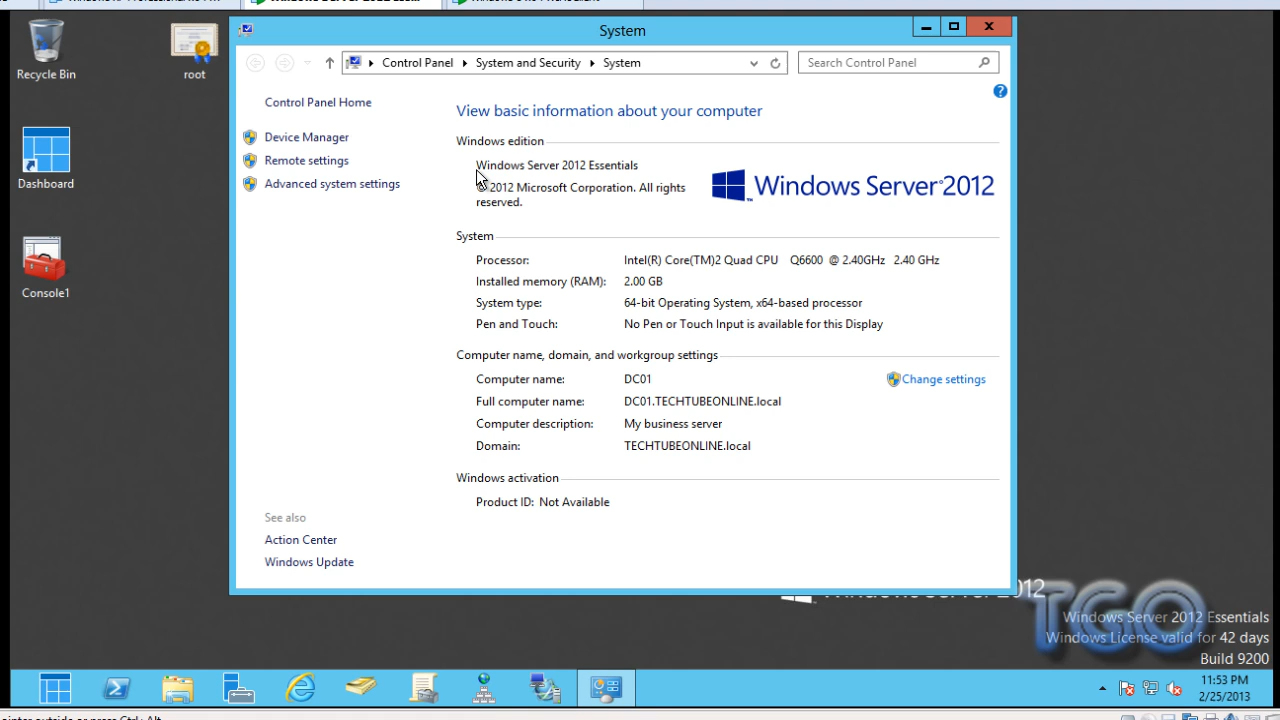 System
Recycle Bin
root
Control Panel
System and Security
System
Search Control Panel
Control Panel Home
Device Manager
Remote settings
Advanced system settings
Dashboard
Console1
View basic information about your computer
Windows edition
Windows Server 2012 Essentials
© 2012 Microsoft Corporation. All rights
reserved.
Windows Server 2012
System
Processor: Intel(R) Core(TM)2 Quad CPU Q6600 @ 2.40GHz 2.40 GHz
Installed memory (RAM): 2.00 GB
System type: 64-bit Operating System, x64-based processor
Pen and Touch: No Pen or Touch Input is available for this Display
Computer name, domain, and workgroup settings
Computer name: DC01
Change settings
Full computer name: DC01.TECHTUBEONLINE.local
Computer description: My business server
Domain: TECHTUBEONLINE.local
Windows activation
Product ID: Not Available
See also
Action Center
Windows Update
TGO
Windows Server 2012 Essentials
Windows License valid for 42 days
Build 9200
11:53 PM
2/25/2013